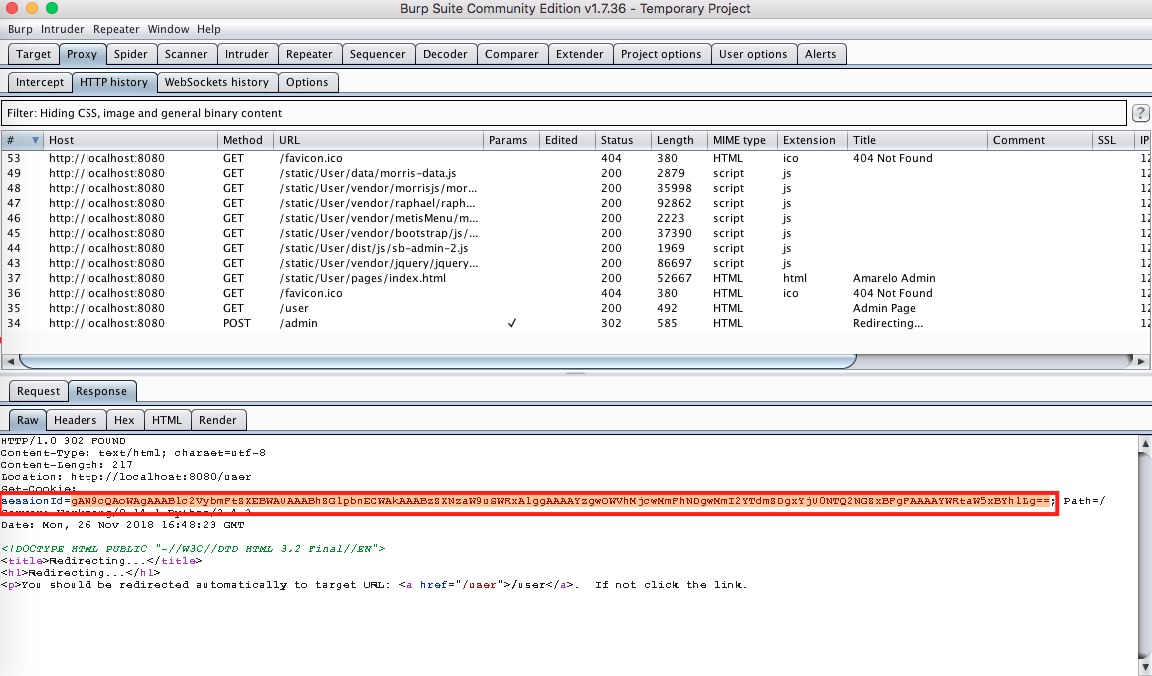 Burp Suite Community Edition v1.7.36 - Temporary Project
Burp Intruder Repeater Window Help
Target Proxy Spider Scanner Intruder Repeater Sequencer Decoder Comparer Extender Project options User options Alerts
Intercept HTTP history WebSockets history Options
Filter: Hiding CSS, image and general binary content ?
# Host Method URL Params Edited Status Length MIME type Extension Title Comment SSL IP
53 http://localhost:8080 GET /favicon.ico 404 380 HTML ico 404 Not Found 12
49 http://localhost:8080 GET /static/User/data/morris-data.js 200 2879 script js 12
48 http://localhost:8080 GET /static/User/vendor/morrisjs/mor... 200 35998 script js 12
47 http://localhost:8080 GET /static/User/vendor/raphael/raph... 200 92862 script js 12
46 http://localhost:8080 GET /static/User/vendor/metisMenu/m... 200 2223 script js 12
45 http://localhost:8080 GET /static/User/vendor/bootstrap/js/... 200 37390 script js 12
44 http://localhost:8080 GET /static/User/dist/js/sb-admin-2.js 200 1969 script js 12
43 http://localhost:8080 GET /static/User/vendor/jquery/jquery... 200 86697 script js 12
37 http://localhost:8080 GET /static/User/pages/index.html 200 52667 HTML html Amarelo Admin 12
36 http://localhost:8080 GET /favicon.ico 404 380 HTML ico 404 Not Found 12
35 http://localhost:8080 GET /user 200 492 HTML Admin Page 12
34 http://localhost:8080 POST /admin ✓ 302 585 HTML Redirecting... 12
Request Response
Raw Headers Hex HTML Render
HTTP/1.0 302 FOUND
Content-Type: text/html; charset=utf-8
Content-Length: 217
Location: http://localhost:8080/user
Set-Cookie:
sessionId= Path=/
Date: Mon, 26 Nov 2018 16:48:23 GMT
<!DOCTYPE HTML PUBLIC "-//W3C//DTD HTML 3.2 Final//EN">
<title>Redirecting...</title>
<h1>Redirecting...</h1>
<p>You should be redirected automatically to target URL: <a href="/user">/user</a>.  If not click the link.